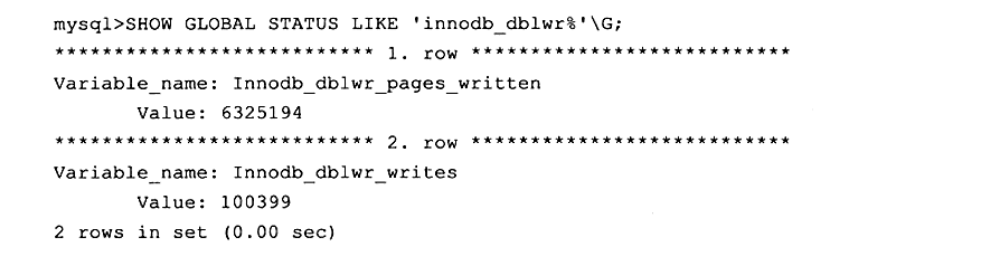 mysql>SHOW GLOBAL STATUS LIKE 'innodb_dblwr%'\G;
*************************** 1. row ***************************
Variable_name: Innodb_dblwr_pages_written
Value: 6325194
*************************** 2. row ***************************
Variable_name: Innodb_dblwr_writes
Value: 100399
2 rows in set (0.00 sec)